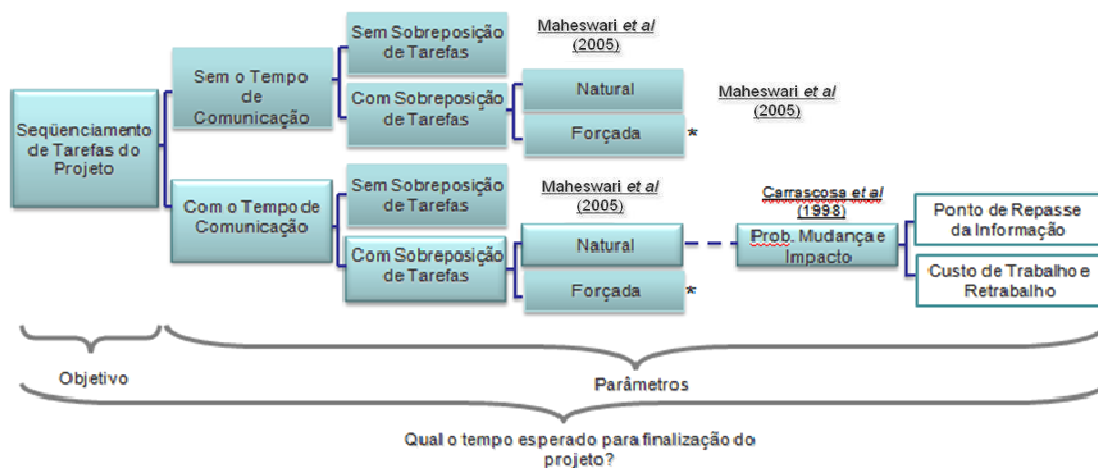 Seqüenciamento
de Tarefas do
Projeto
Sem o Tempo
de
Comunicação
Sem Sobreposição
de Tarefas
Maheswari et al
(2005)
Com Sobreposição
de Tarefas
Natural
Maheswari et al
(2005)
Forçada
*
Com o Tempo de
Comunicação
Sem Sobreposição
de Tarefas
Maheswari et al
(2005)
Com Sobreposição
de Tarefas
Natural
Forçada
*
Carrascosa et al
(1998)
Prob. Mudança e
Impacto
Ponto de Repasse
da Informação
Custo de Trabalho e
Retrabalho
Objetivo
Parâmetros
Qual o tempo esperado para finalização do
projeto?